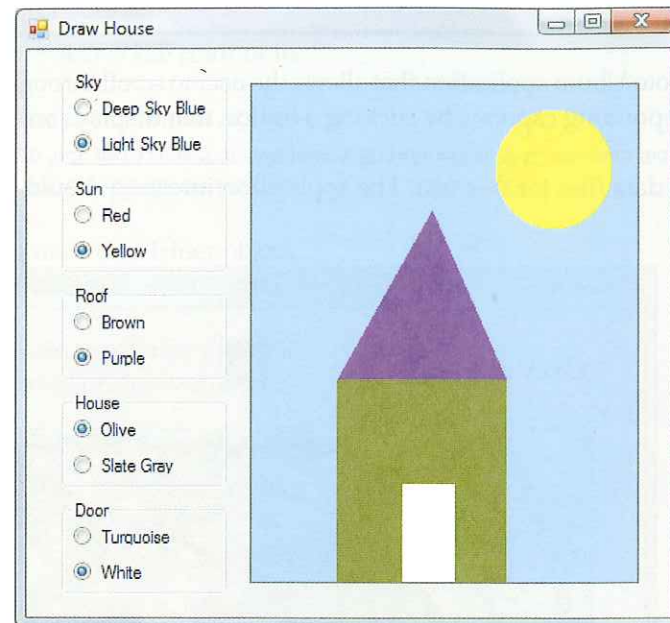 Draw House
Sky
Deep Sky Blue
Light Sky Blue
Sun
Red
Yellow
Roof
Brown
Purple
House
Olive
Slate Gray
Door
Turquoise
White